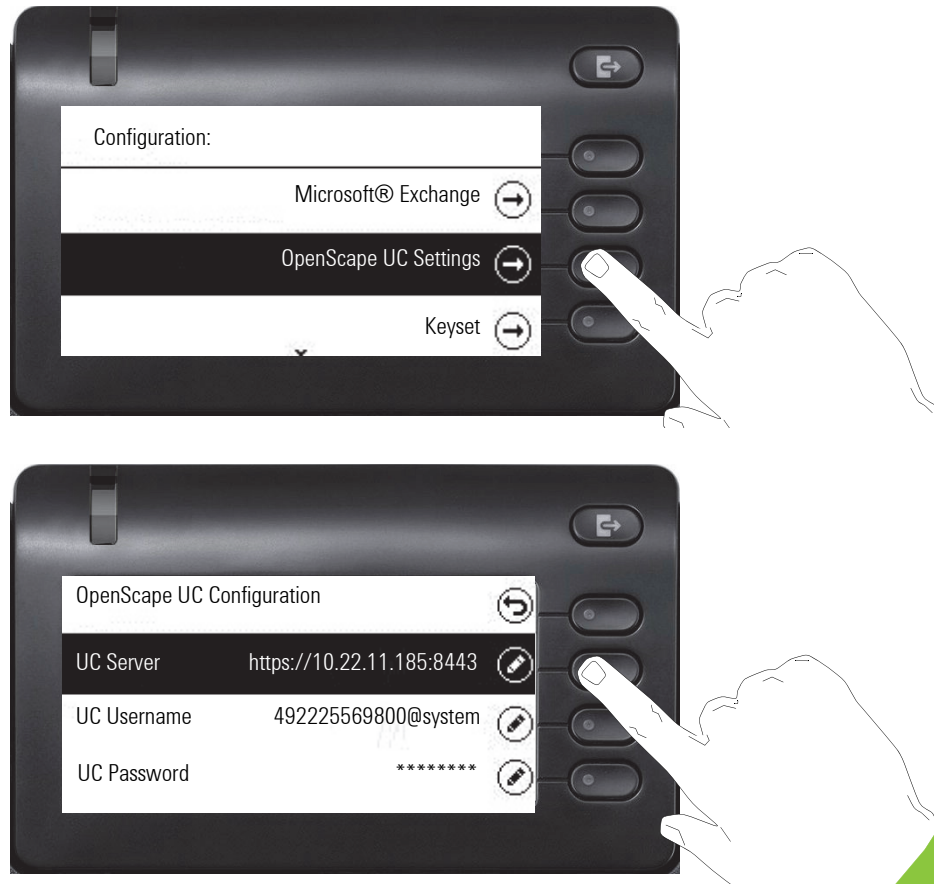 Configuration:
Microsoft® Exchange
OpenScape UC Settings
Keyset
OpenScape UC Configuration
UC Server https://10.22.11.185:8443
UC Username 492225569800@system
UC Password ********